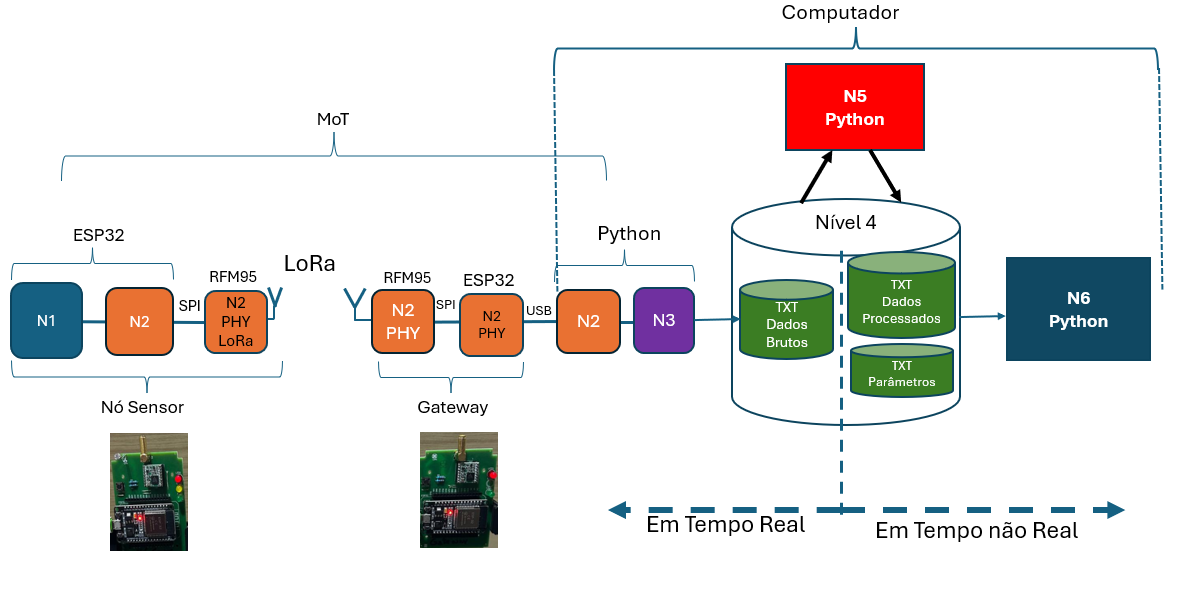 Computador
N5
Python
MoT
Nível 4
Python
ESP32
LoRa
RFM95
RFM95
ESP32
N1
N2
SPI
N2
PHY
LoRa
N2
PHY
SPI
N2
PHY
USB
N2
N3
TXT
Dados
Brutos
TXT
Dados
Processados
TXT
Parâmetros
N6
Python
Nó Sensor
Gateway
Em Tempo Real
Em Tempo não Real